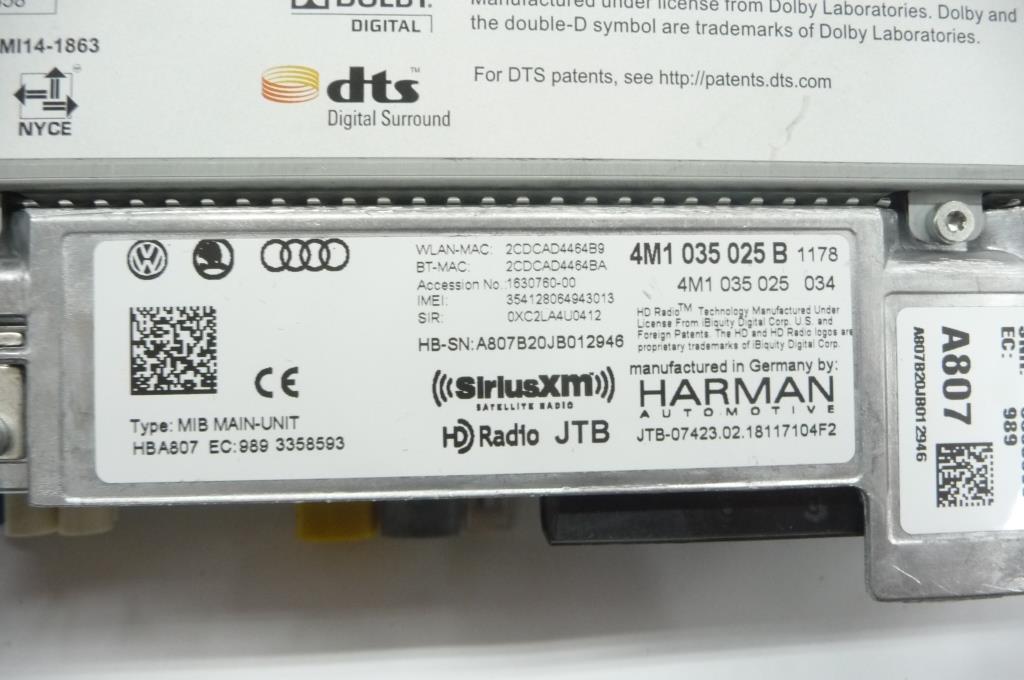 DOLBY.
DIGITAL
Manufactured under license from Dolby Laboratories. Dolby and
the double-D symbol are trademarks of Dolby Laboratories.
MI14-1863
NYCE
dts™
Digital Surround
For DTS patents, see http://patents.dts.com
WLAN-MAC: 2CDCAD4464B9
BT-MAC: 2CDCAD4464BA
Accession No.:1630760-00
IMEI: 354128064943013
SIR: 0XC2LA4U0412
HB-SN: A807B20JB012946
4M1 035 025 B 1178
4M1 035 025 034
HD Radio™ Technology Manufactured Under
License From iBiquity Digital Corp. U.S. and
Foreign Patents. The HD and HD Radio logos are
proprietary trademarks of iBiquity Digital Corp.
CE
Type: MIB MAIN-UNIT
HBA807 EC:989 3358593
((SiriusXm))
SATELLITE RADIO
HD Radio JTB
manufactured in Germany by:
HARMAN
AUTOMOTIVE
JTB-07423.02.18117104F2
A807
A807B20JB012946
EC: 989